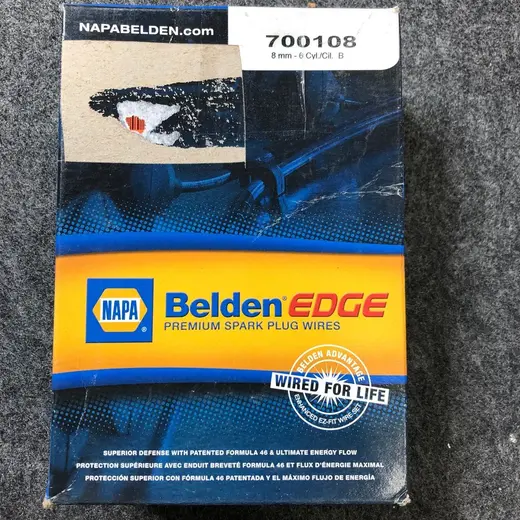 NAPABELDEN.com
700108
8 mm - 6 Cyl./Cil. B
NAPA
Belden® EDGE
PREMIUM SPARK PLUG WIRES
BELDEN ADVANTAGE
WIRED FOR LIFE
ENHANCED EZ-FIT WIRE SET
SUPERIOR DEFENSE WITH PATENTED FORMULA 46 & ULTIMATE ENERGY FLOW
PROTECTION SUPÉRIEURE AVEC ENDUIT BREVETÉ FORMULA 46 ET FLUX D'ÉNERGIE MAXIMAL
PROTECCIÓN SUPERIOR CON FÓRMULA 46 PATENTADA Y EL MÁXIMO FLUJO DE ENERGÍA